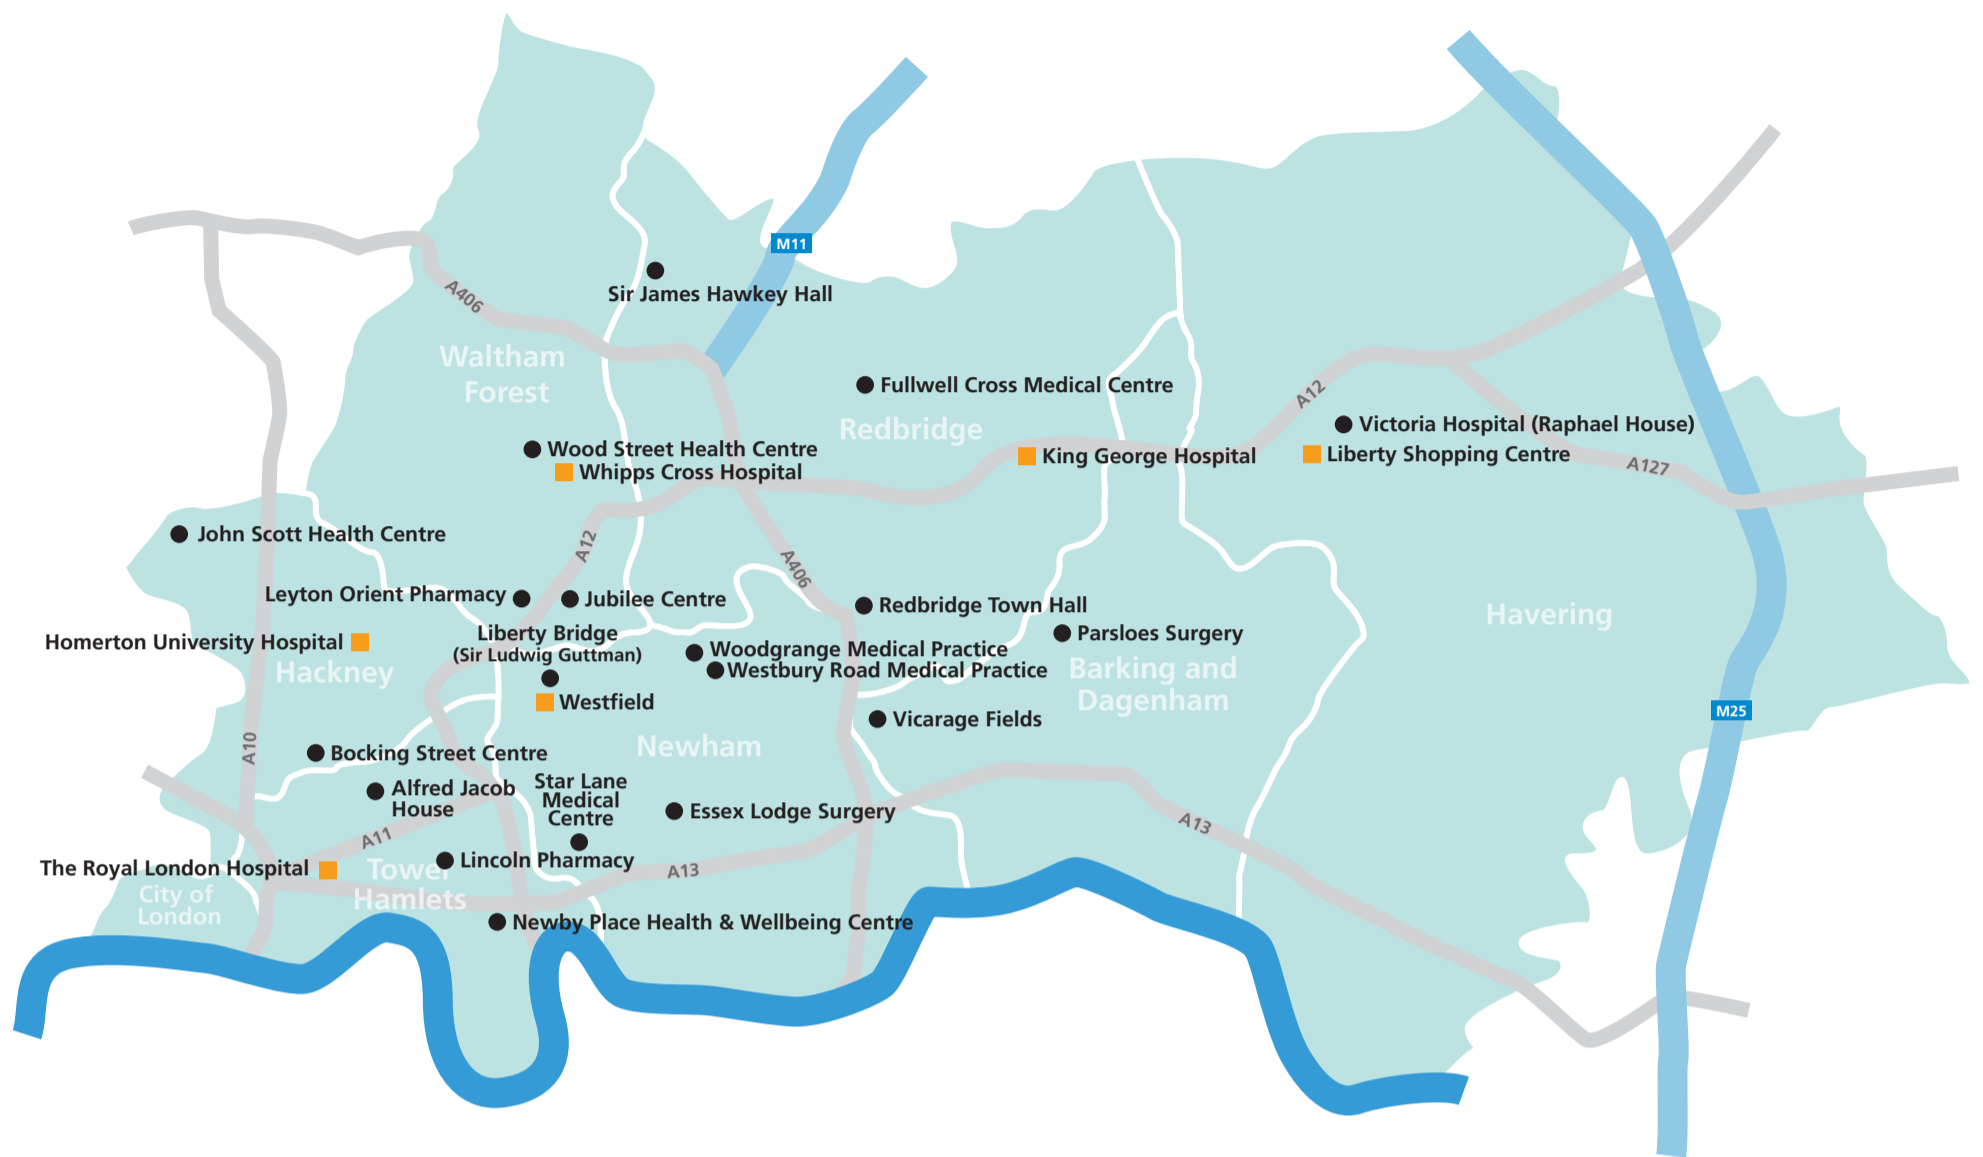 M11
Sir James Hawkey Hall
A406
Waltham
Forest
Fullwell Cross Medical Centre
A12
Redbridge
Victoria Hospital (Raphael House)
Wood Street Health Centre
King George Hospital
Liberty Shopping Centre
Whipps Cross Hospital
A127
John Scott Health Centre
A12
A406
Leyton Orient Pharmacy
Jubilee Centre
Redbridge Town Hall
Havering
Liberty Bridge
(Sir Ludwig Guttman)
Parsloes Surgery
Homerton University Hospital
Woodgrange Medical Practice
Westbury Road Medical Practice
Hackney
Barking and
Dagenham
Westfield
Vicarage Fields
M25
A10
Newham
Bocking Street Centre
Alfred Jacob
House
Star Lane
Medical
Centre
Essex Lodge Surgery
A13
A11
The Royal London Hospital
Tower
Hamlets
Lincoln Pharmacy
A13
City of
London
Newby Place Health & Wellbeing Centre